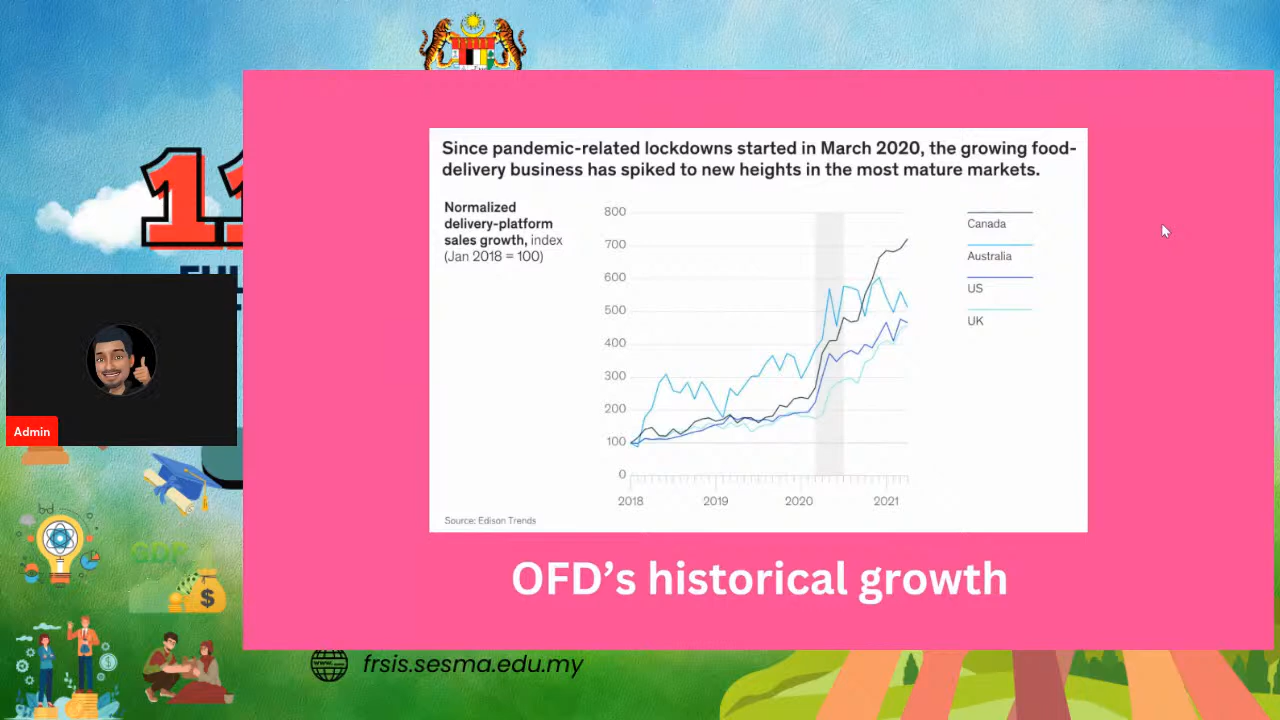 11
Since pandemic-related lockdowns started in March 2020, the growing food-
delivery business has spiked to new heights in the most mature markets.
Normalized
delivery-platform
sales growth, index
(Jan 2018 = 100)
800
700
600
500
400
300
200
100
0
2018 2019 2020 2021
Canada
Australia
US
UK
Source: Edison Trends
OFD’s historical growth
Admin
GDP
$
www...
frsis.sesma.edu.my